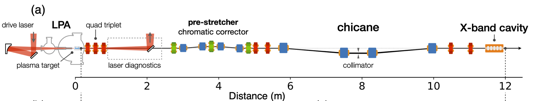 (a)
drive laser
LPA
quad triplet
pre-stretcher
chromatic corrector
chicane
X-band cavity
plasma target
laser diagnostics
collimator
0 2 4 6 8 10 12
Distance (m)